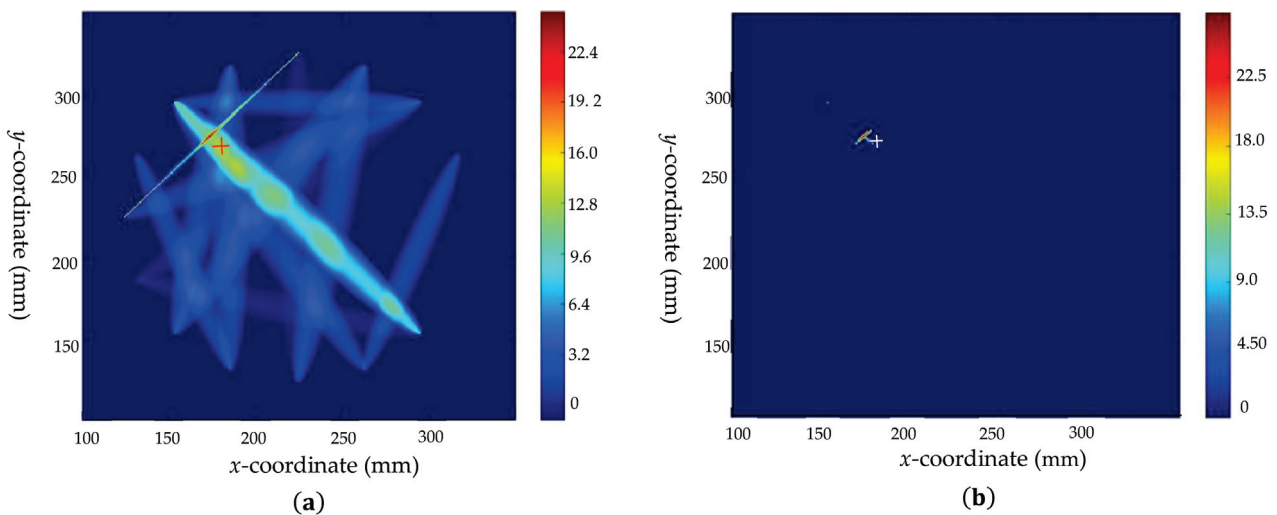 22.4
19.2
16.0
12.8
9.6
6.4
3.2
0
300
250
200
150
y-coordinate (mm)
100 150 200 250 300
x-coordinate (mm)
(a)
22.5
18.0
13.5
9.0
4.50
0
300
250
200
150
y-coordinate (mm)
100 150 200 250 300
x-coordinate (mm)
(b)